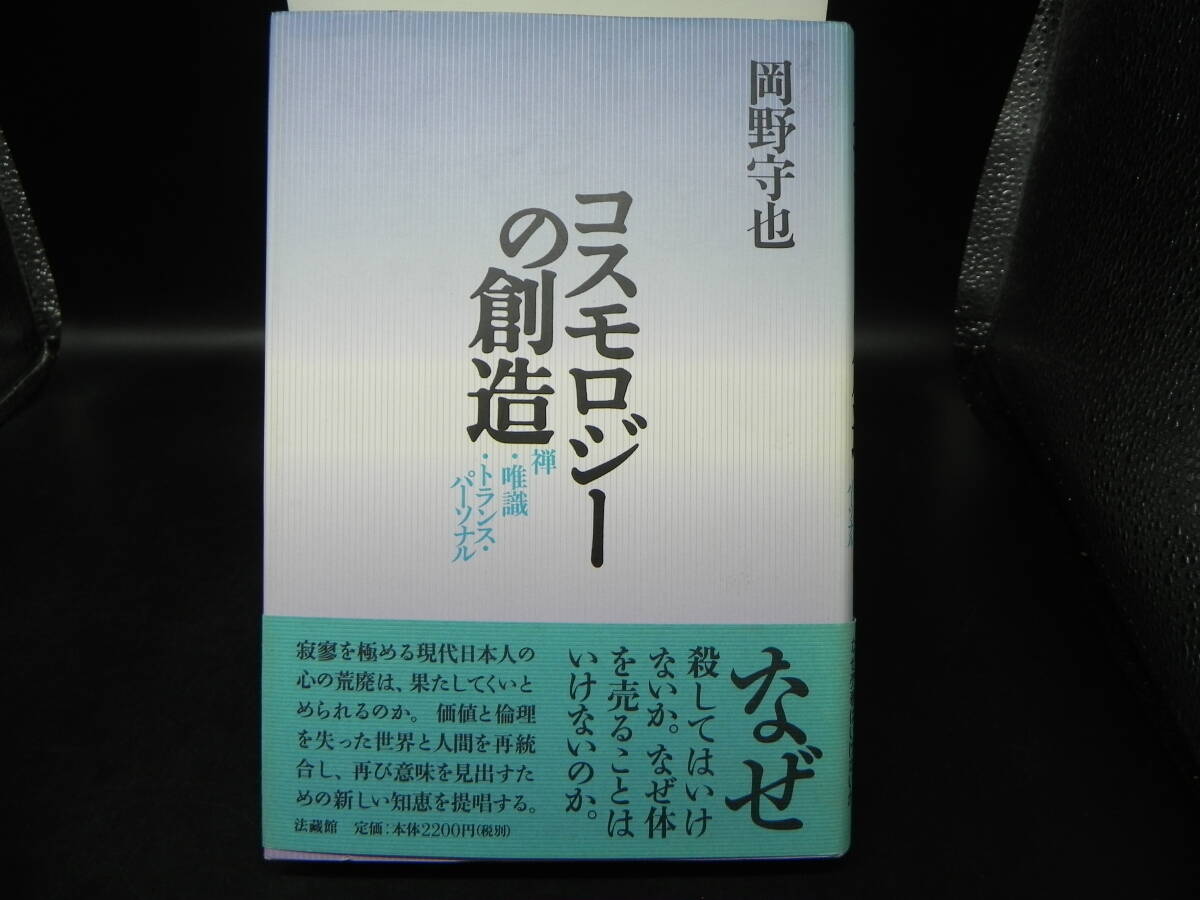 岡野守也
コスモロジー
の創造
禅
・唯識
・トランス・
パーソナル
なぜ
殺してはいけ
ないか。なぜ体
を売ることは
いけないのか。
寂寥を極める現代日本人の
心の荒廃は、果たしてくいと
められるのか。価値と倫理
を失った世界と人間を再統
合し、再び意味を見出すた
めの新しい知恵を提唱する。
法藏館 定価:本体2200円(税別)